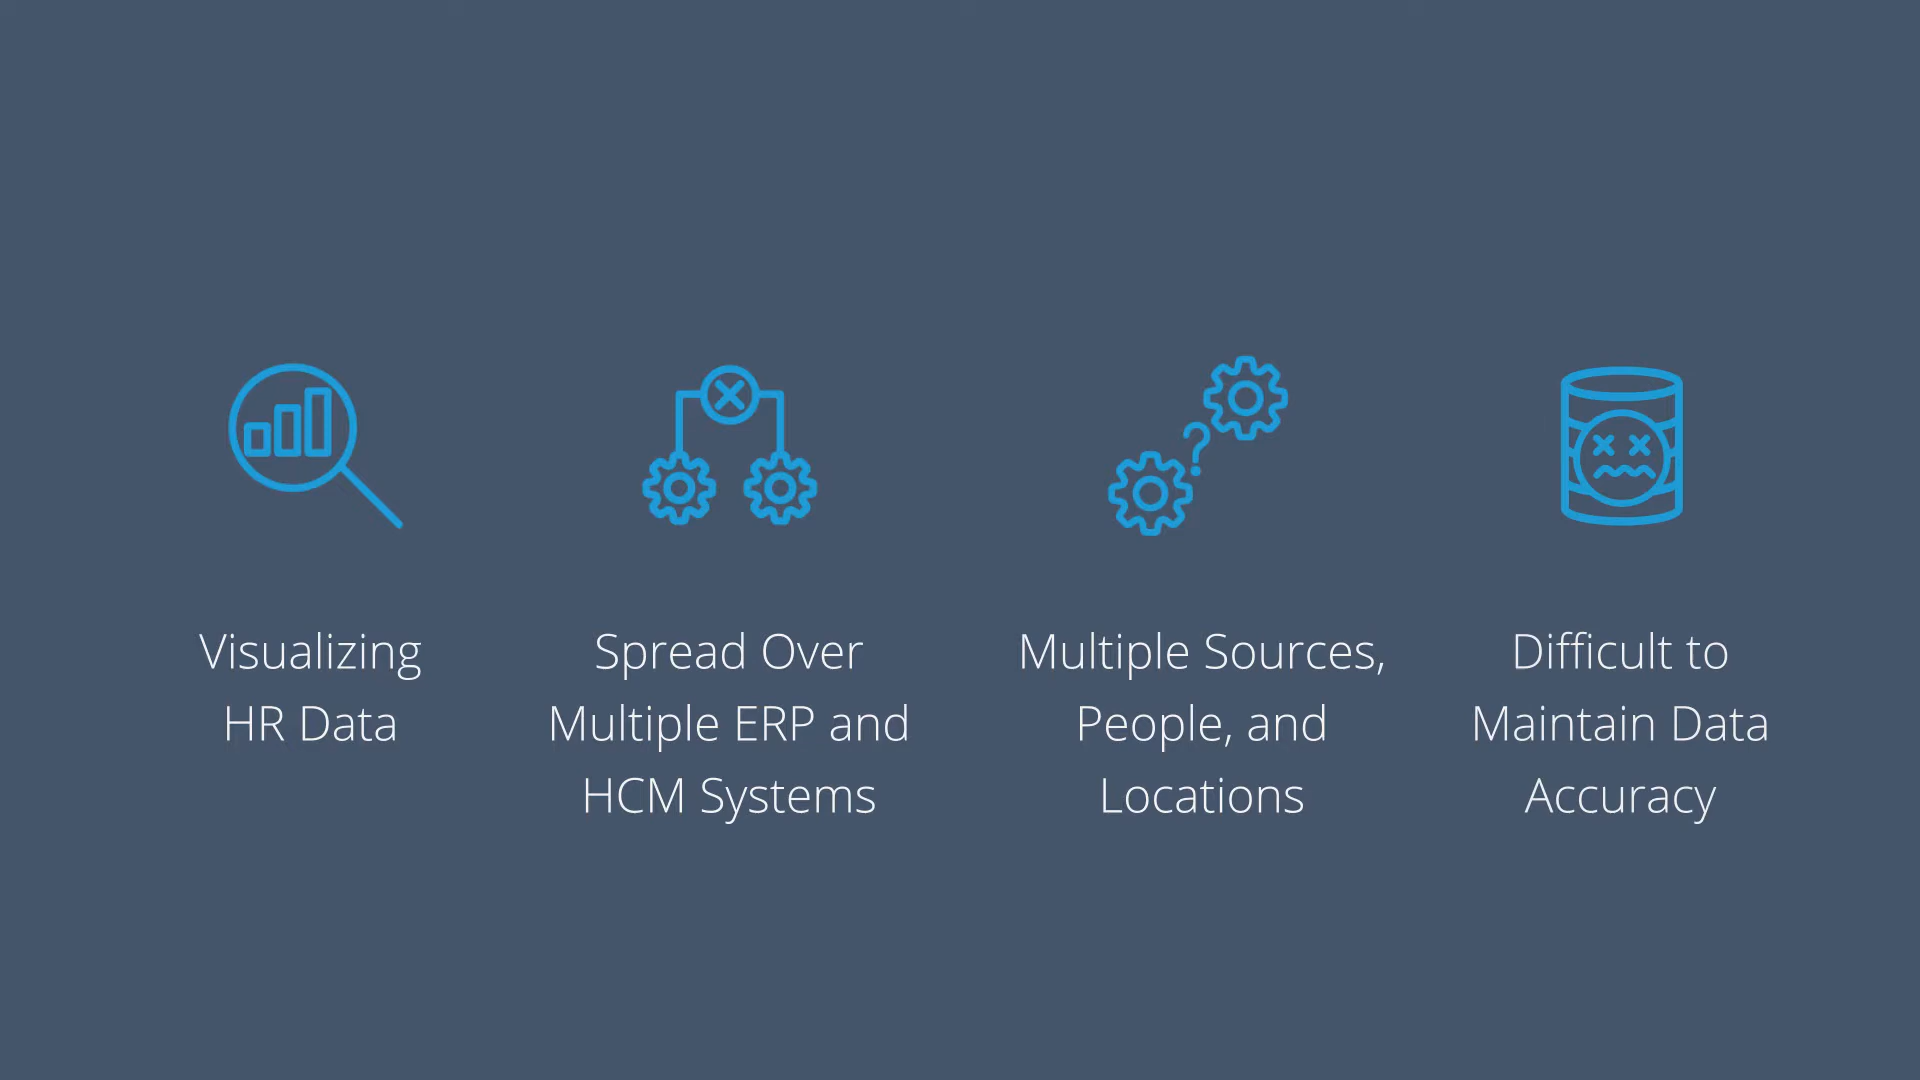 Visualizing
HR Data
Spread Over
Multiple ERP and
HCM Systems
?
Multiple Sources,
People, and
Locations
Difficult to
Maintain Data
Accuracy